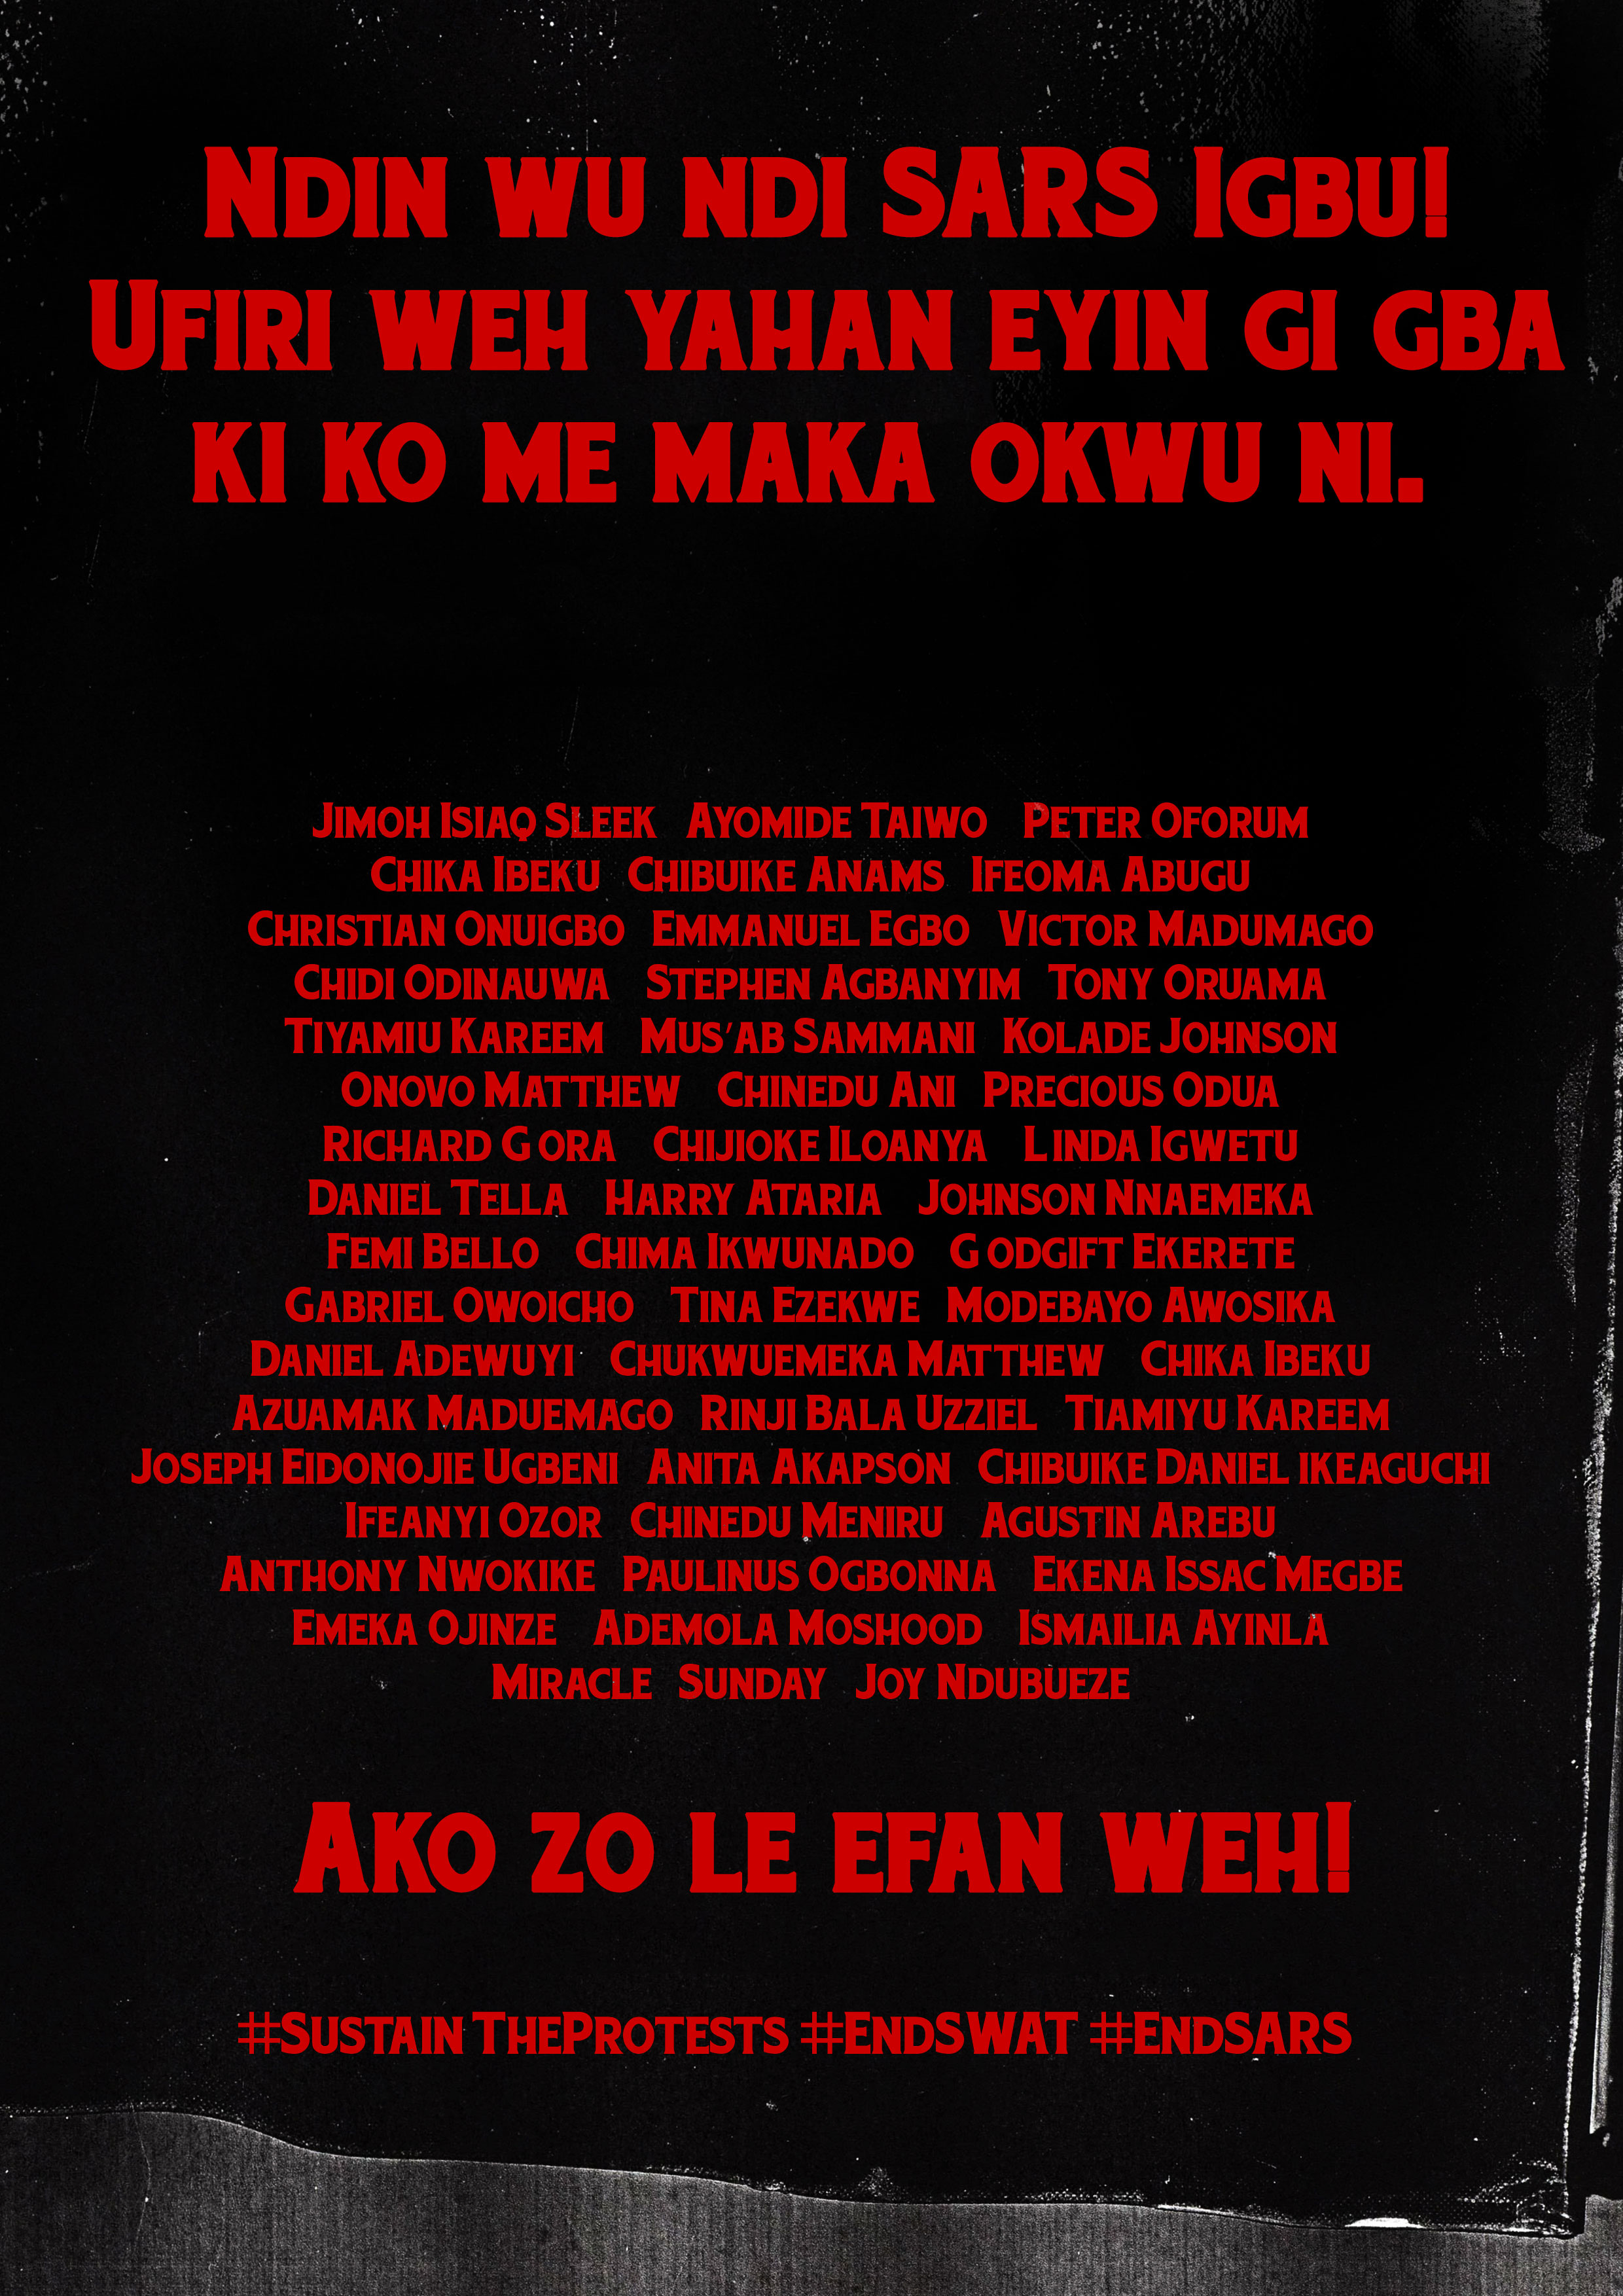 Ndin wu ndi SARS Igbu!
Ufiri weh yahan eyin gi gba
ki ko me maka okwu ni.
Jimoh Isiaq Sleek Ayomide Taiwo Peter Oforum
Chika Ibeku Chibuike Anams Ifeoma Abugu
Christian Onuigbo Emmanuel Egbo Victor Madumago
Chidi Odinauwa Stephen Agbanyim Tony Oruama
Tiyamiu Kareem Mus'ab Sammani Kolade Johnson
Onovo Matthew Chinedu Ani Precious Odua
Richard Gora Chijioke Iloanya Linda Igwetu
Daniel Tella Harry Ataria Johnson Nnaemeka
Femi Bello Chima Ikwunado Godgift Ekerete
Gabriel Owoicho Tina Ezekwe Modebayo Awosika
Daniel Adewuyi Chukwuemeka Matthew Chika Ibeku
Azuamak Maduemago Rinji Bala Uzziel Tiamiyu Kareem
Joseph Eidonojie Ugbeni Anita Akapson Chibuike Daniel ikeaguchi
Ifeanyi Ozor Chinedu Meniru Agustin Arebu
Anthony Nwokike Paulinus Ogbonna Ekena Issac Megbe
Emeka Ojinze Ademola Moshood Ismailia Ayinla
Miracle Sunday Joy Ndubueze
Ako zo le efan weh!
#SustainTheProtests #EndSWAT #EndSARS